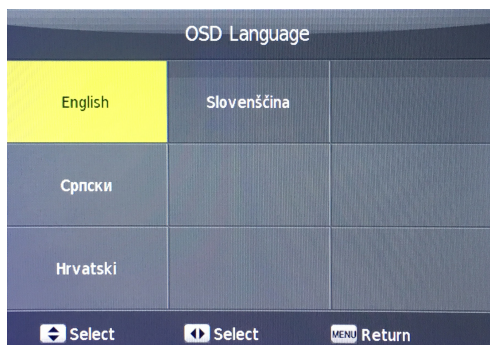 OSD Language
English
Slovenščina
Српски
Hrvatski
Select
Select
MENU Return